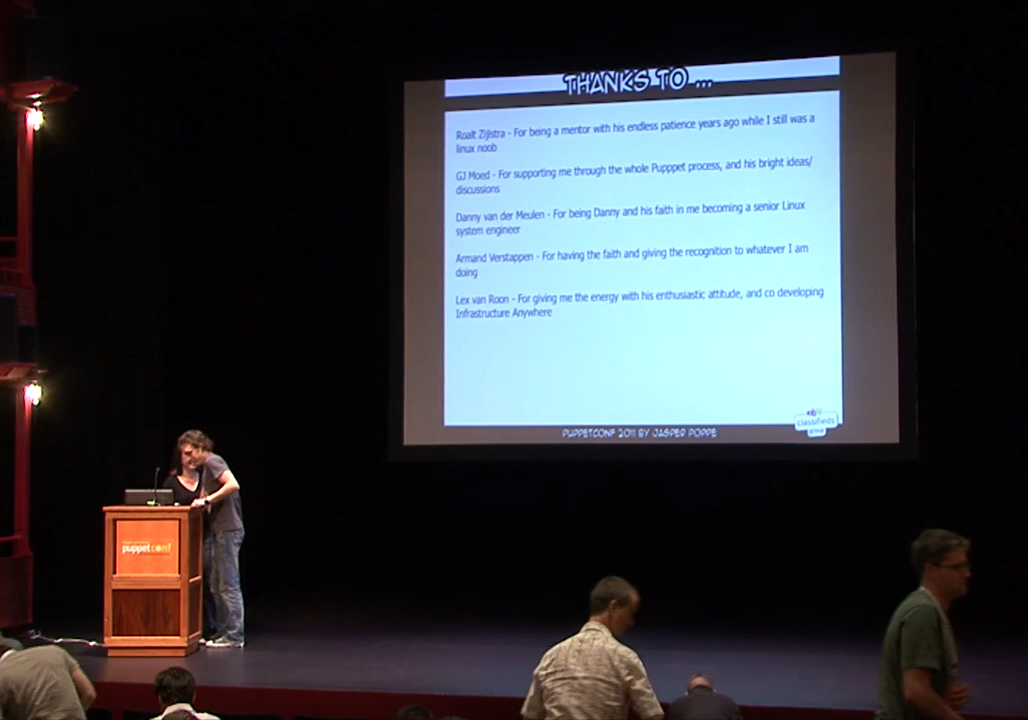 THANKS TO ...
Roalt Zijlstra - For being a mentor with his endless patience years ago while I still was a
linux noob
GJ Moed - For supporting me through the whole Pupppet process, and his bright ideas/
discussions
Danny van der Meulen - For being Danny and his faith in me becoming a senior Linux
system engineer
Armand Verstappen - For having the faith and giving the recognition to whatever I am
doing
Lex van Roon - For giving me the energy with his enthusiastic attitude, and co developing
Infrastructure Anywhere
PUPPETCONF 2011 BY JASPER POPPE
classifieds
puppetconf